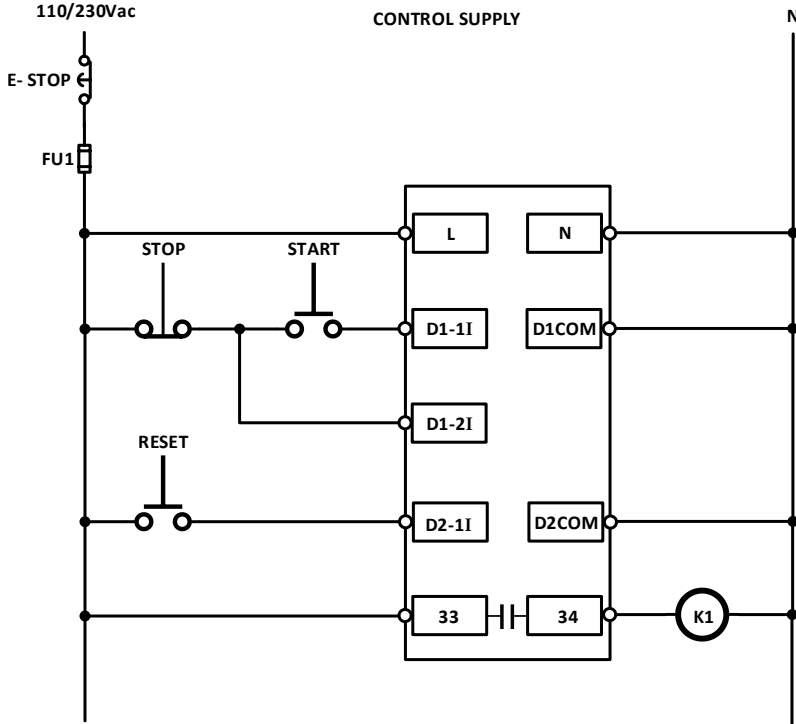 110/230Vac
CONTROL SUPPLY
N
E- STOP
FU1
L
N
STOP
START
D1-1I
D1COM
D1-2I
RESET
D2-1I
D2COM
33
34
K1